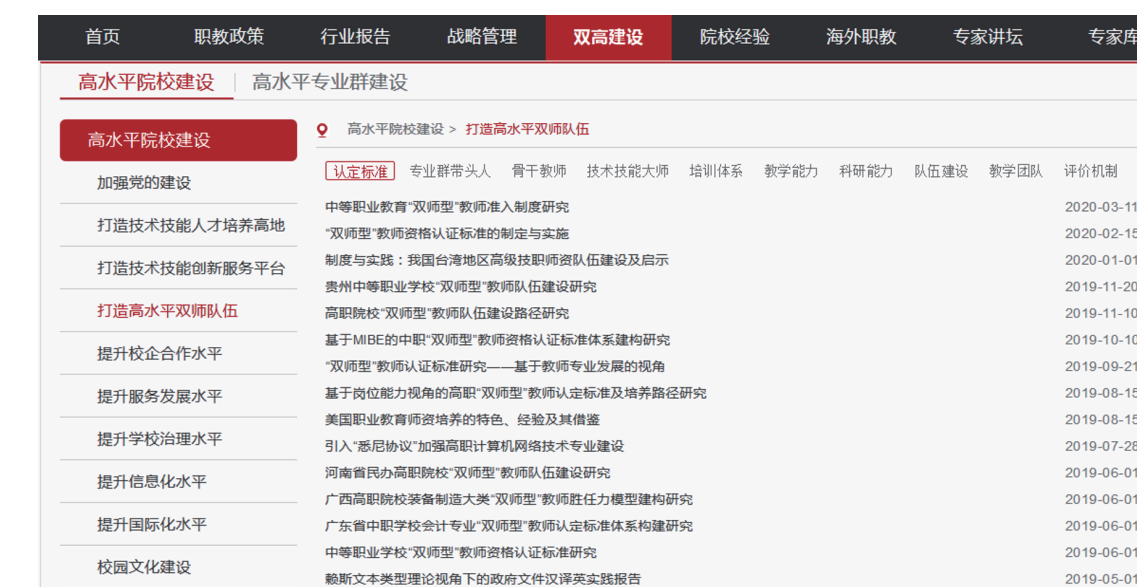 首页 职教政策 行业报告 战略管理 双高建设 院校经验 海外职教 专家讲坛 专家库
高水平院校建设 高水平专业群建设
高水平院校建设
加强党的建设
打造技术技能人才培养高地
打造技术技能创新服务平台
打造高水平双师队伍
提升校企合作水平
提升服务发展水平
提升学校治理水平
提升信息化水平
提升国际化水平
校园文化建设
高水平院校建设 > 打造高水平双师队伍
认定标准 专业群带头人 骨干教师 技术技能大师 培训体系 教学能力 科研能力 队伍建设 教学团队 评价机制
中等职业教育“双师型”教师准入制度研究 2020-03-11
“双师型”教师资格认证标准的制定与实施 2020-02-15
制度与实践：我国台湾地区高级技职师资队伍建设及启示 2020-01-01
贵州中等职业学校“双师型”教师队伍建设研究 2019-11-20
高职院校“双师型”教师队伍建设路径研究 2019-11-10
基于MIBE的中职“双师型”教师资格认证标准体系建构研究 2019-10-10
“双师型”教师认证标准研究——基于教师专业发展的视角 2019-09-21
基于岗位能力视角的高职“双师型”教师认定标准及培养路径研究 2019-08-15
美国职业教育师资培养的特色、经验及其借鉴 2019-08-15
引入“悉尼协议”加强高职计算机网络技术专业建设 2019-07-28
河南省民办高职院校“双师型”教师队伍建设研究 2019-06-01
广西高职院校装备制造大类“双师型”教师胜任力模型建构研究 2019-06-01
广东省中职学校会计专业“双师型”教师认定标准体系构建研究 2019-06-01
中等职业学校“双师型”教师资格认证标准研究 2019-06-01
赖斯文本类型理论视角下的政府文件汉译英实践报告 2019-05-01